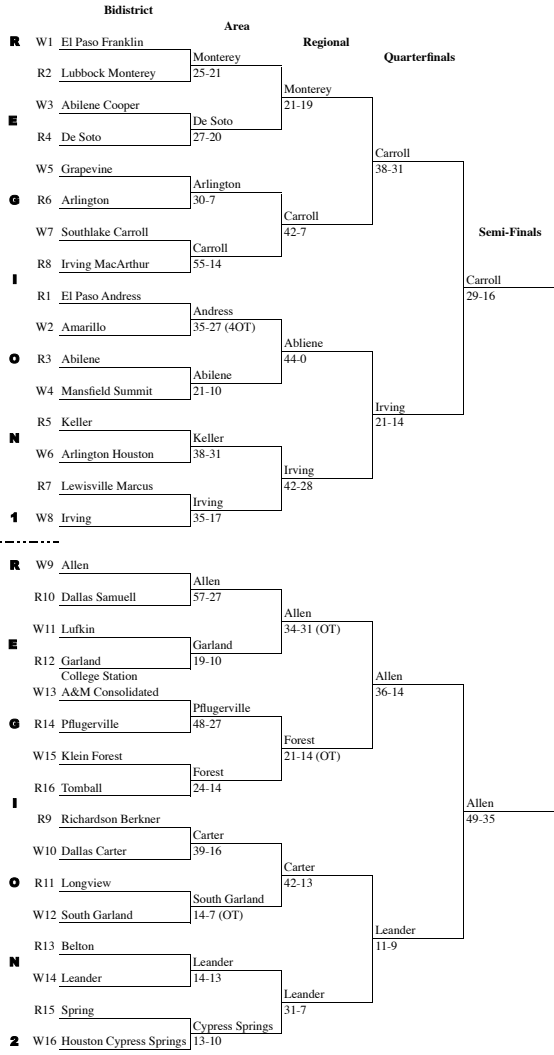 Bidistrict
Area
Regional
Quarterfinals
Semi-Finals
R W1 El Paso Franklin
Monterey
R2 Lubbock Monterey 25-21
Monterey
21-19
W3 Abilene Cooper
E De Soto
R4 De Soto 27-20
Carroll
38-31
W5 Grapevine
Arlington
G R6 Arlington 30-7
Carroll
42-7
W7 Southlake Carroll
Carroll
R8 Irving MacArthur 55-14
I
Carroll
29-16
R1 El Paso Andress
Andress
W2 Amarillo 35-27 (4OT)
Abliene
44-0
O R3 Abilene
Abilene
W4 Mansfield Summit 21-10
Irving
21-14
R5 Keller
N Keller
W6 Arlington Houston 38-31
Irving
42-28
R7 Lewisville Marcus
Irving
1 W8 Irving 35-17
R W9 Allen
Allen
R10 Dallas Samuell 57-27
Allen
34-31 (OT)
W11 Lufkin
E Garland
R12 Garland 19-10
College Station
Allen
36-14
W13 A&M Consolidated
Pflugerville
G R14 Pflugerville 48-27
Forest
21-14 (OT)
W15 Klein Forest
Forest
R16 Tomball 24-14
I
Allen
49-35
R9 Richardson Berkner
Carter
W10 Dallas Carter 39-16
Carter
42-13
O R11 Longview
South Garland
W12 South Garland 14-7 (OT)
Leander
11-9
R13 Belton
N Leander
W14 Leander 14-13
Leander
31-7
R15 Spring
Cypress Springs
2 W16 Houston Cypress Springs 13-10